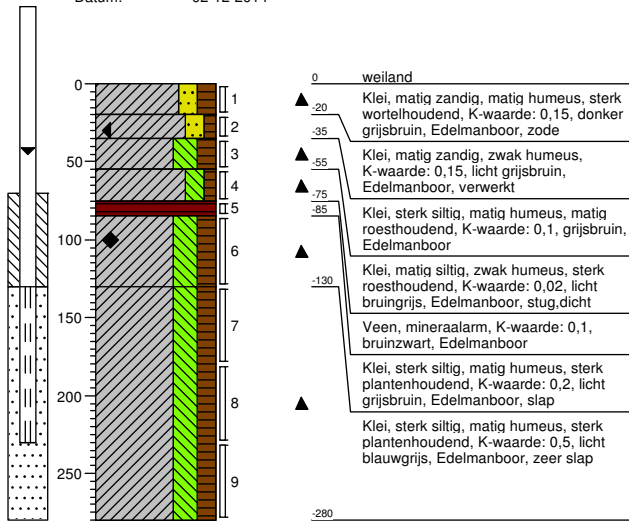 0
50
100
150
200
250
1
2
3
4
5
6
7
8
9
0
-20
-35
-55
-75
-85
-130
-280
weiland
Klei, matig zandig, matig humeus, sterk
wortelhoudend, K-waarde: 0,15, donker
grijsbruin, Edelmanboor, zode
Klei, matig zandig, zwak humeus,
K-waarde: 0,15, licht grijsbruin,
Edelmanboor, verwerkt
Klei, sterk siltig, matig humeus, matig
roesthoudend, K-waarde: 0,1, grijsbruin,
Edelmanboor
Klei, matig siltig, zwak humeus, sterk
roesthoudend, K-waarde: 0,02, licht
bruingrijs, Edelmanboor, stug,dicht
Veen, mineraalarm, K-waarde: 0,1,
bruinzwart, Edelmanboor
Klei, sterk siltig, matig humeus, sterk
plantenhoudend, K-waarde: 0,2, licht
grijsbruin, Edelmanboor, slap
Klei, sterk siltig, matig humeus, sterk
plantenhoudend, K-waarde: 0,5, licht
blauwgrijs, Edelmanboor, zeer slap